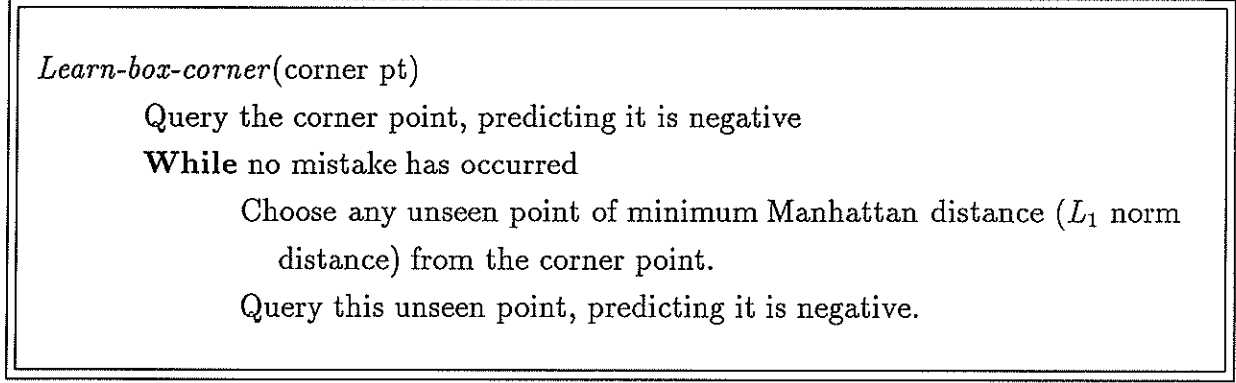 Learn-box-corner(corner pt)
Query the corner point, predicting it is negative
While no mistake has occurred
Choose any unseen point of minimum Manhattan distance (L₁ norm
distance) from the corner point.
Query this unseen point, predicting it is negative.